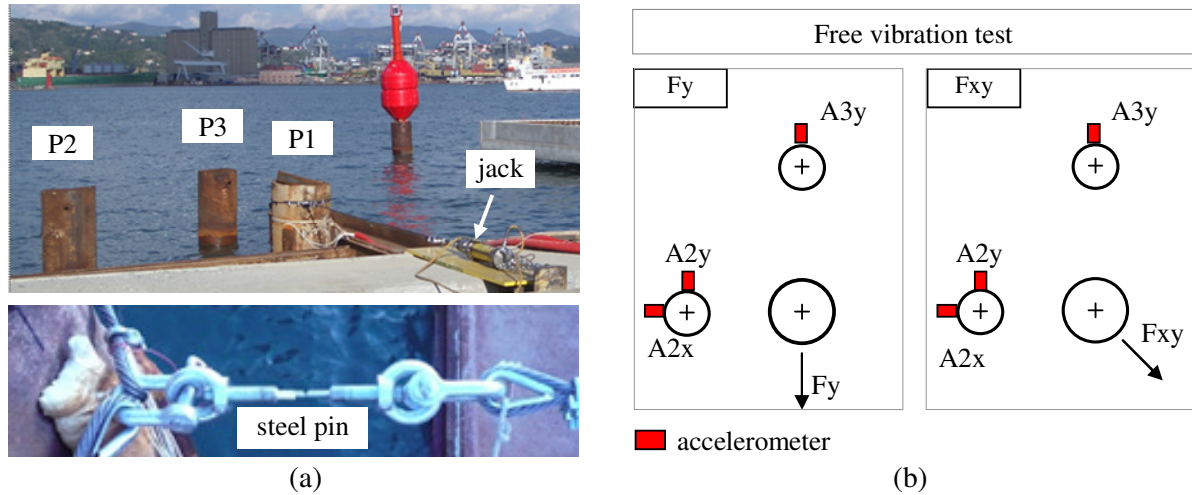 P2
P3
P1
jack
steel pin
(a)
Free vibration test
Fy
A3y
A2y
A2x
Fy
Fxy
A3y
A2y
A2x
Fxy
accelerometer
(b)